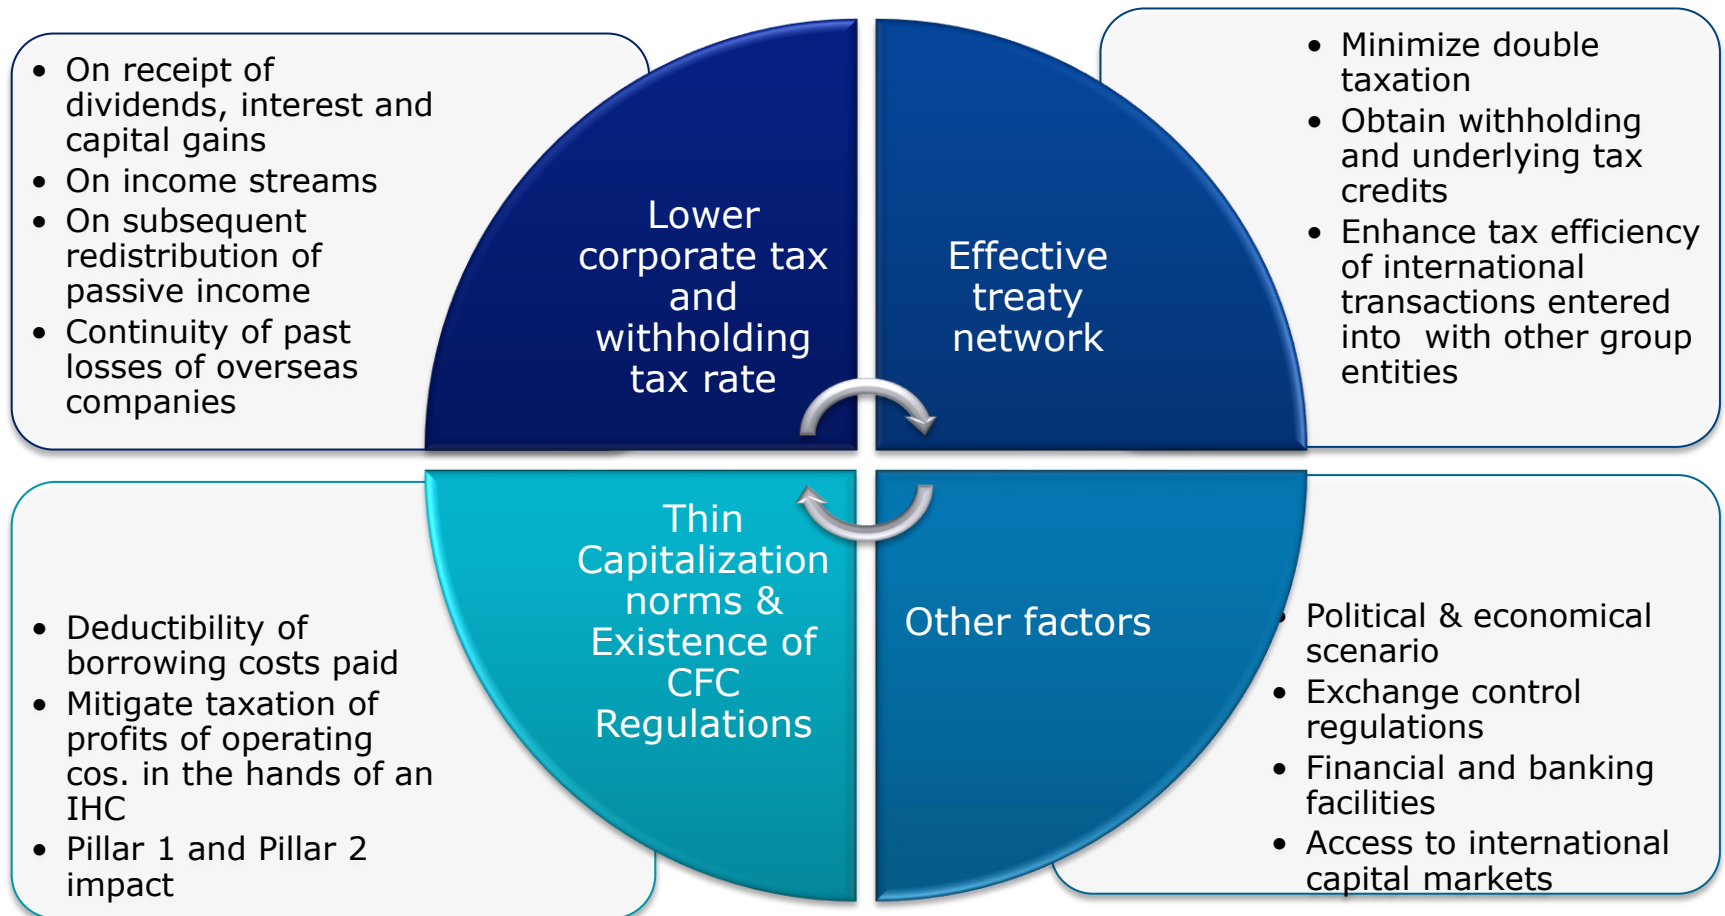 • On receipt of
dividends, interest and
capital gains
• On income streams
• On subsequent
redistribution of
passive income
• Continuity of past
losses of overseas
companies
Lower
corporate tax
and
withholding
tax rate
Effective
treaty
network
• Minimize double
taxation
• Obtain withholding
and underlying tax
credits
• Enhance tax efficiency
of international
transactions entered
into with other group
entities
• Deductibility of
borrowing costs paid
• Mitigate taxation of
profits of operating
cos. in the hands of an
IHC
• Pillar 1 and Pillar 2
impact
Thin
Capitalization
norms &
Existence of
CFC
Regulations
Other factors
• Political & economical
scenario
• Exchange control
regulations
• Financial and banking
facilities
• Access to international
capital markets